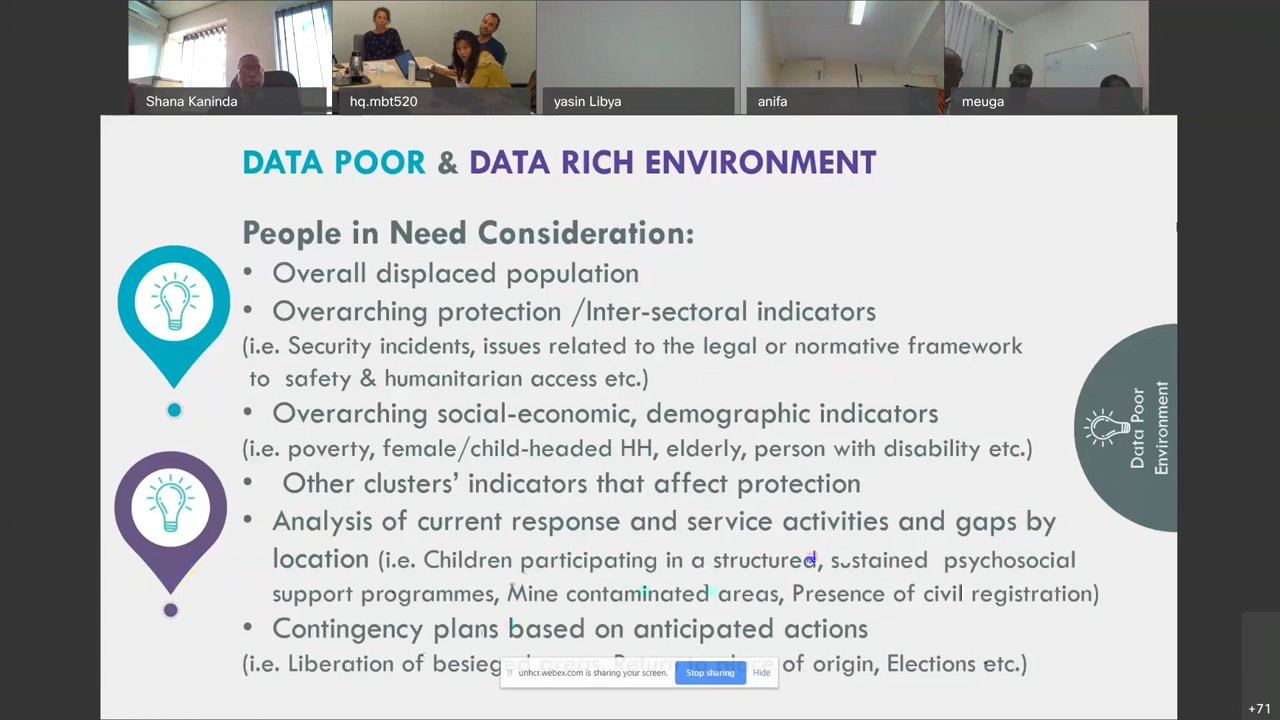 Shana Kaninda
hq.mbt520
yasin Libya
anifa
meuga
DATA POOR & DATA RICH ENVIRONMENT
People in Need Consideration:
• Overall displaced population
• Overarching protection /Inter-sectoral indicators
(i.e. Security incidents, issues related to the legal or normative framework
to safety & humanitarian access etc.)
• Overarching social-economic, demographic indicators
(i.e. poverty, female/child-headed HH, elderly, person with disability etc.)
• Other clusters’ indicators that affect protection
• Analysis of current response and service activities and gaps by
location (i.e. Children participating in a structured, sustained psychosocial
support programmes, Mine contaminated areas, Presence of civil registration)
• Contingency plans based on anticipated actions
(i.e. Liberation of besieged areas, of origin, Elections etc.)
unhcr.webex.com is sharing your screen.
Stop sharing
Hide
Data Poor
Environment
+71